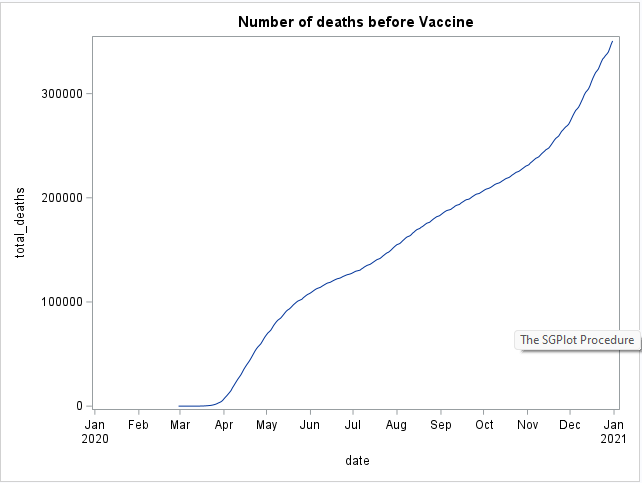 Number of deaths before Vaccine
total_deaths
300000
200000
100000
0
The SGPlot Procedure
Jan Feb Mar Apr May Jun Jul Aug Sep Oct Nov Dec Jan
2020 2021
date